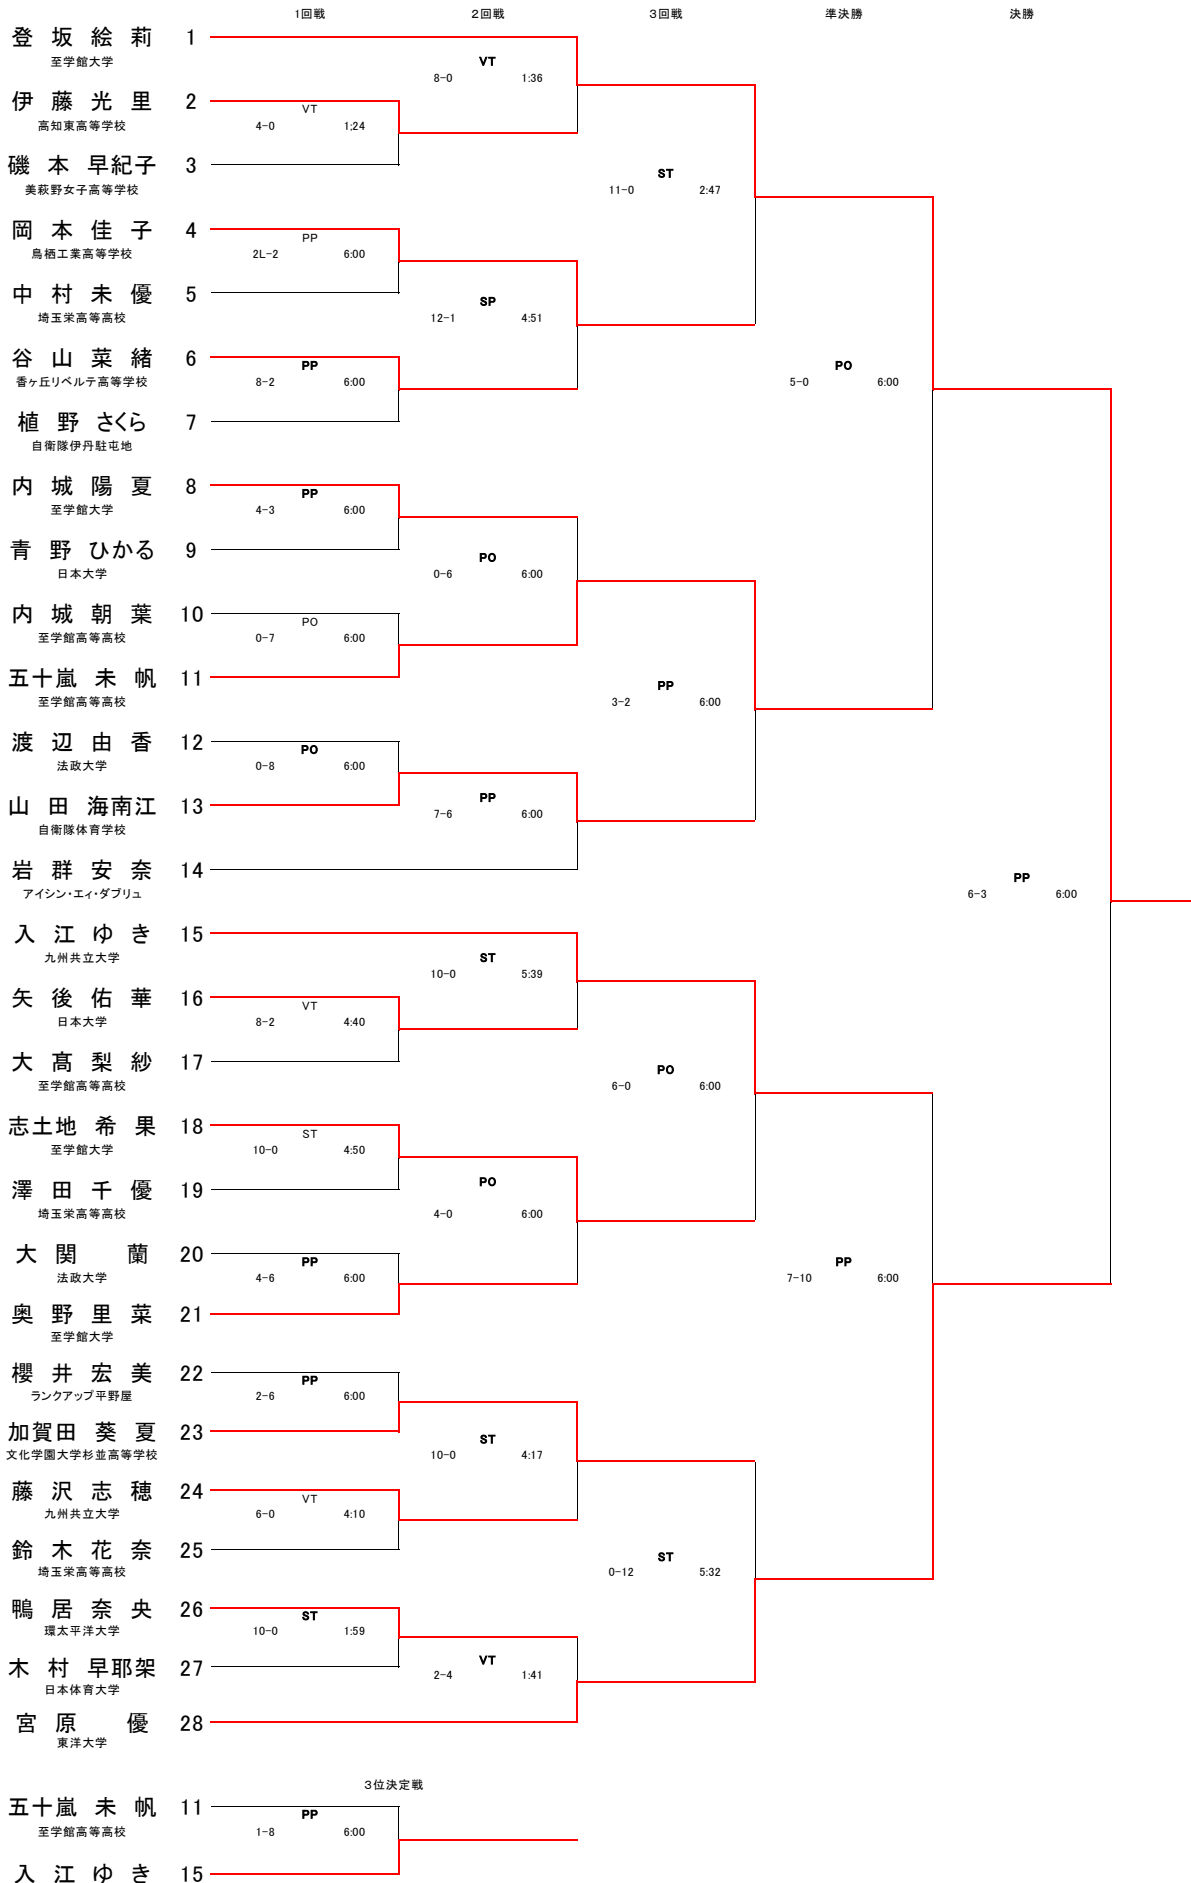 1回戦 2回戦 3回戦 準決勝 決勝
登 坂 絵 莉 1
至学館大学
VT
8-0 1:36
伊 藤 光 里 2
高知東高等学校
VT
4-0 1:24
磯 本 早紀子 3
美萩野女子高等学校
ST
11-0 2:47
岡 本 佳 子 4
鳥栖工業高等学校
PP
2L-2 6:00
中 村 未 優 5
埼玉栄高等高校
SP
12-1 4:51
谷 山 菜 緒 6
香ヶ丘リベルテ高等学校
PP
8-2 6:00
PO
5-0 6:00
植 野 さくら 7
自衛隊伊丹駐屯地
内 城 陽 夏 8
至学館大学
PP
4-3 6:00
青 野 ひかる 9
日本大学
PO
0-6 6:00
内 城 朝 葉 10
至学館高等高校
PO
0-7 6:00
五十嵐 未 帆 11
至学館高等高校
PP
3-2 6:00
渡 辺 由 香 12
法政大学
PO
0-8 6:00
山 田 海南江 13
自衛隊体育学校
PP
7-6 6:00
岩 群 安 奈 14
アイシン・エィ・ダブリュ
PP
6-3 6:00
入 江 ゆ き 15
九州共立大学
ST
10-0 5:39
矢 後 佑 華 16
日本大学
VT
8-2 4:40
大 髙 梨 紗 17
至学館高等高校
PO
6-0 6:00
志土地 希 果 18
至学館大学
ST
10-0 4:50
澤 田 千 優 19
埼玉栄高等高校
PO
4-0 6:00
大 関 蘭 20
法政大学
PP
4-6 6:00
PP
7-10 6:00
奥 野 里 菜 21
至学館大学
櫻 井 宏 美 22
ランクアップ平野屋
PP
2-6 6:00
加賀田 葵 夏 23
文化学園大学杉並高等学校
ST
10-0 4:17
藤 沢 志 穂 24
九州共立大学
VT
6-0 4:10
鈴 木 花 奈 25
埼玉栄高等高校
ST
0-12 5:32
鴨 居 奈 央 26
環太平洋大学
ST
10-0 1:59
木 村 早耶架 27
日本体育大学
VT
2-4 1:41
宮 原 優 28
東洋大学
3位決定戦
五十嵐 未 帆 11
至学館高等高校
PP
1-8 6:00
入 江 ゆ き 15